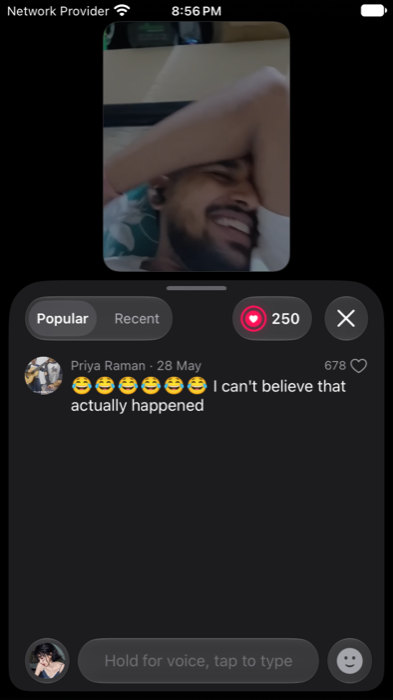 Network Provider 8:56 PM
Popular Recent 250
Priya Raman · 28 May 678
😂😂😂😂😂😂 I can't believe that
actually happened
Hold for voice, tap to type